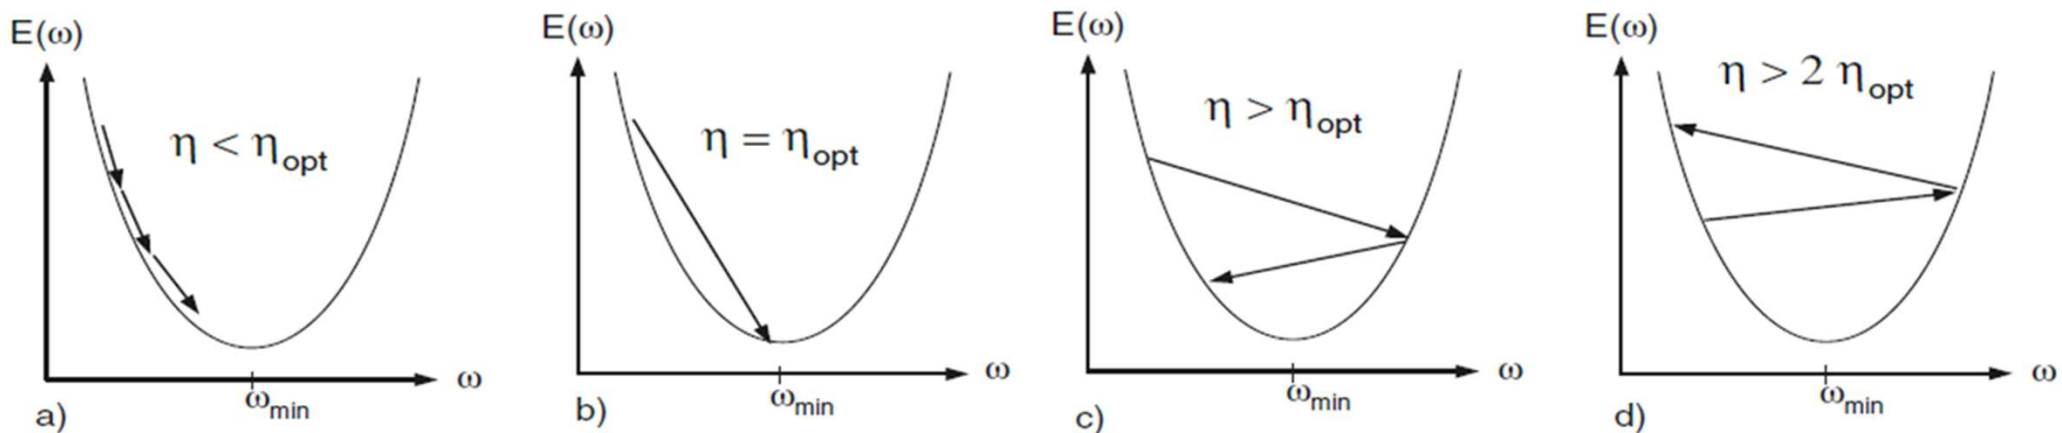 E(ω)
η < ηopt
ω
ωmin
a)
E(ω)
η = ηopt
ω
ωmin
b)
E(ω)
η > ηopt
ω
ωmin
c)
E(ω)
η > 2 ηopt
ω
ωmin
d)